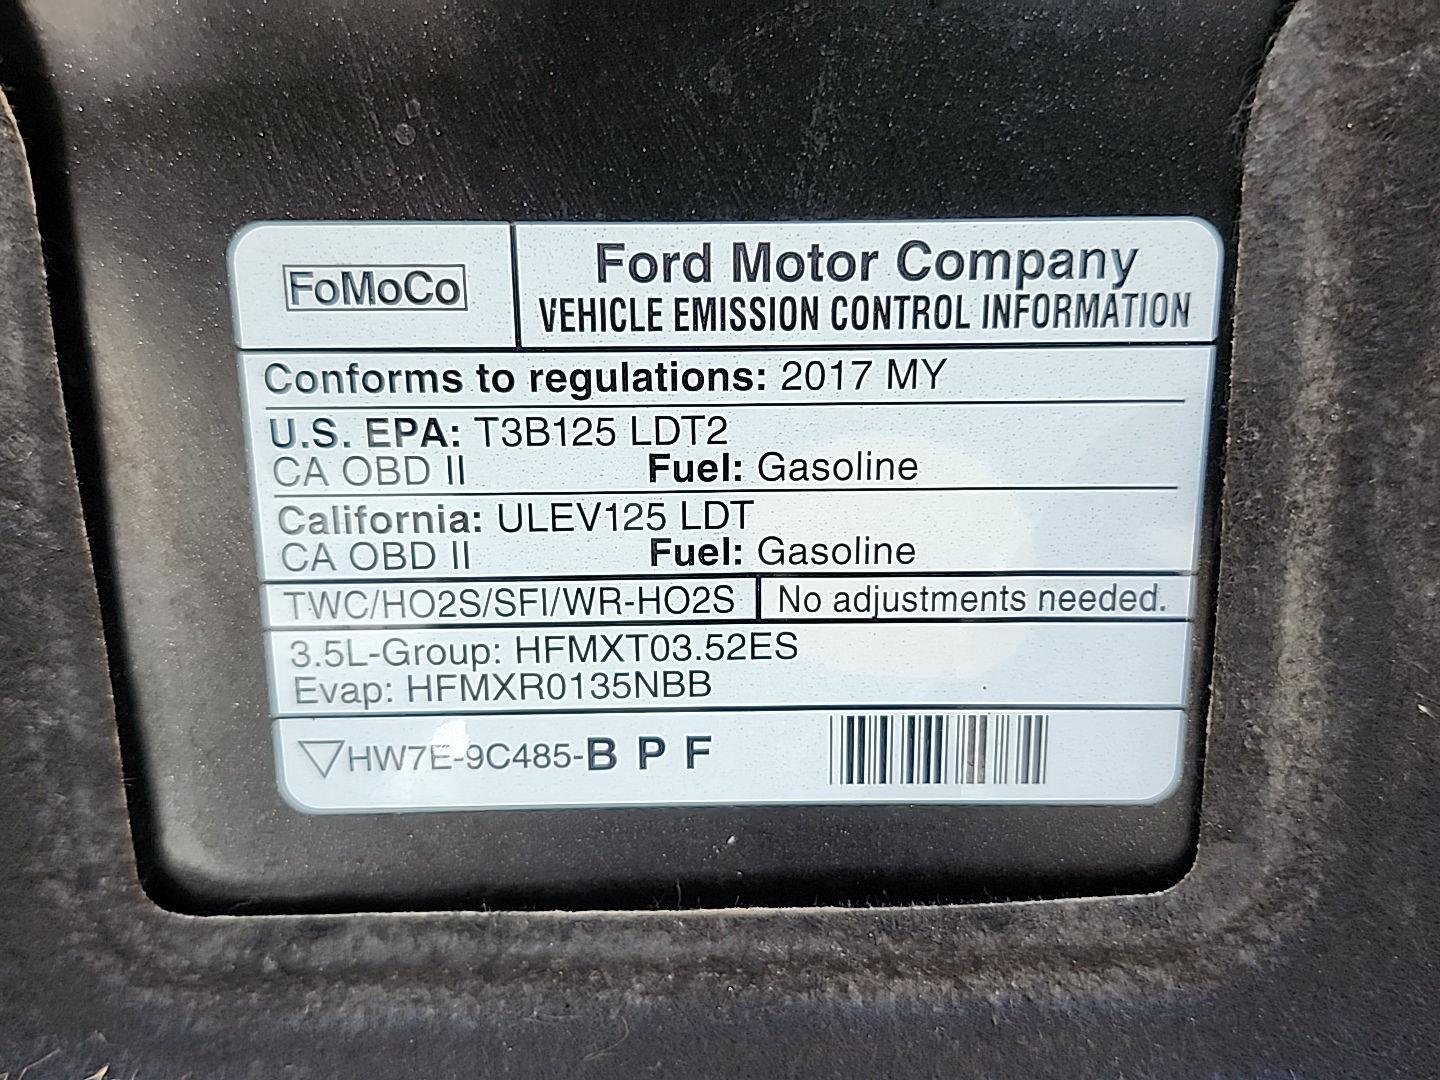 FoMoCo
Ford Motor Company
VEHICLE EMISSION CONTROL INFORMATION
Conforms to regulations: 2017 MY
U.S. EPA: T3B125 LDT2
CA OBD II Fuel: Gasoline
California: ULEV125 LDT
CA OBD II Fuel: Gasoline
TWC/HO2S/SFI/WR-HO2S No adjustments needed.
3.5L-Group: HFMXT03.52ES
Evap: HFMXR0135NBB
HW7E-9C485-B P F